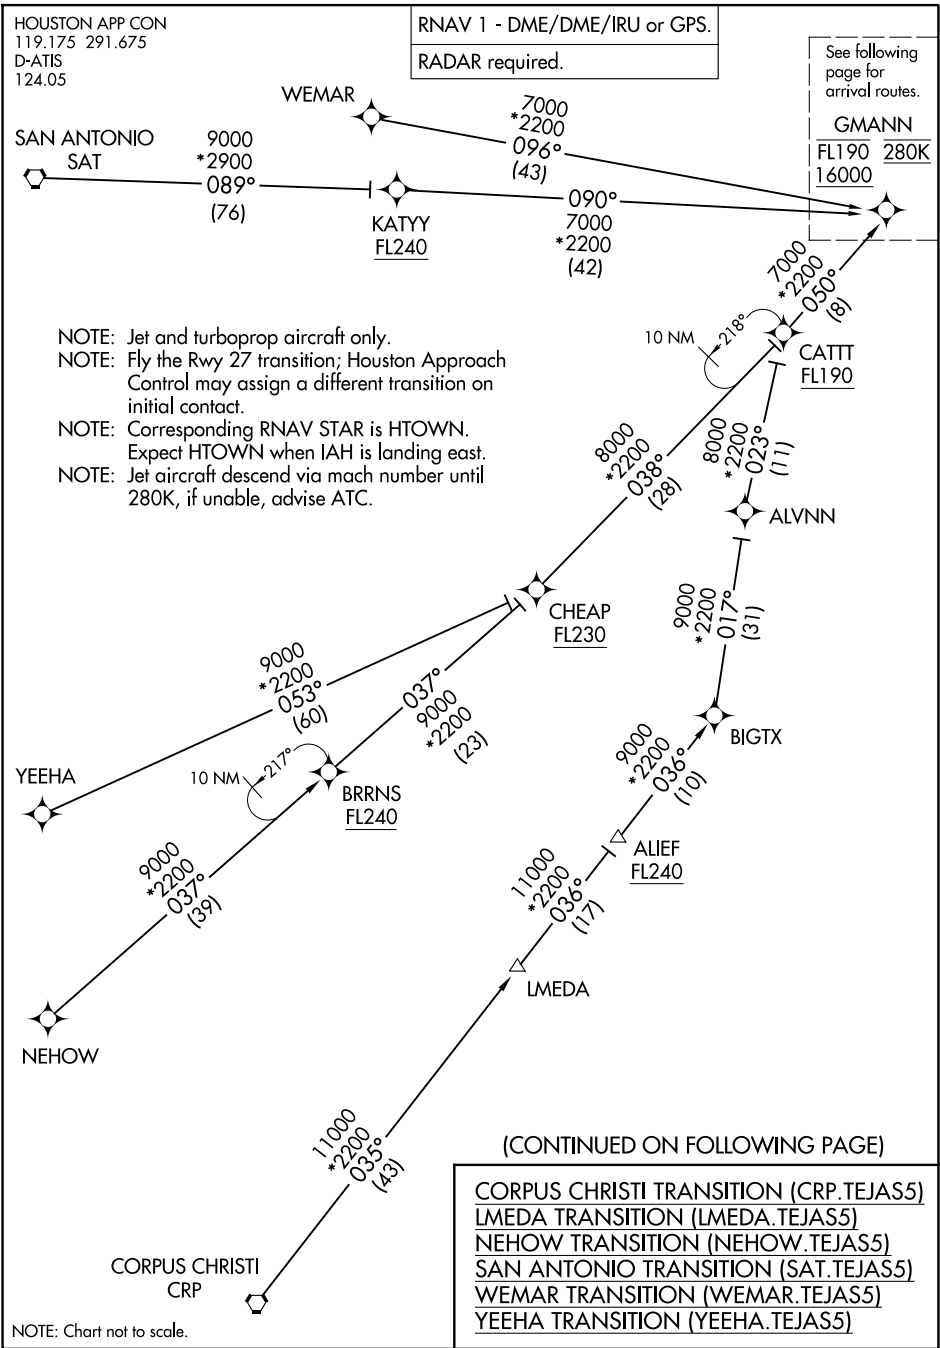 HOUSTON APP CON
119.175 291.675
D-ATIS
124.05
RNAV 1 - DME/DME/IRU or GPS.
RADAR required.
See following
page for
arrival routes.
GMANN
FL190 280K
16000
WEMAR
7000
*2200
096°
(43)
SAN ANTONIO
SAT
9000
*2900
089°
(76)
KATYY
FL240
090°
7000
*2200
(42)
7000
*2200
050°
(8)
NOTE: Jet and turboprop aircraft only.
NOTE: Fly the Rwy 27 transition; Houston Approach
Control may assign a different transition on
initial contact.
NOTE: Corresponding RNAV STAR is HTOWN.
Expect HTOWN when IAH is landing east.
NOTE: Jet aircraft descend via mach number until
280K, if unable, advise ATC.
10 NM
218°
CATTT
FL190
8000
*2200
038°
(28)
8000
*2200
023°
(11)
ALVNN
CHEAP
FL230
9000
*2200
017°
(31)
9000
*2200
053°
(60)
037°
9000
*2200
(23)
BIGTX
YEEHA
10 NM
217°
BRRNS
FL240
9000
*2200
036°
(10)
ALIEF
FL240
9000
*2200
037°
(39)
11000
*2200
036°
(17)
LMEDA
NEHOW
11000
*2200
035°
(43)
CORPUS CHRISTI
CRP
(CONTINUED ON FOLLOWING PAGE)
CORPUS CHRISTI TRANSITION (CRP.TEJAS5)
LMEDA TRANSITION (LMEDA.TEJAS5)
NEHOW TRANSITION (NEHOW.TEJAS5)
SAN ANTONIO TRANSITION (SAT.TEJAS5)
WEMAR TRANSITION (WEMAR.TEJAS5)
YEEHA TRANSITION (YEEHA.TEJAS5)
NOTE: Chart not to scale.